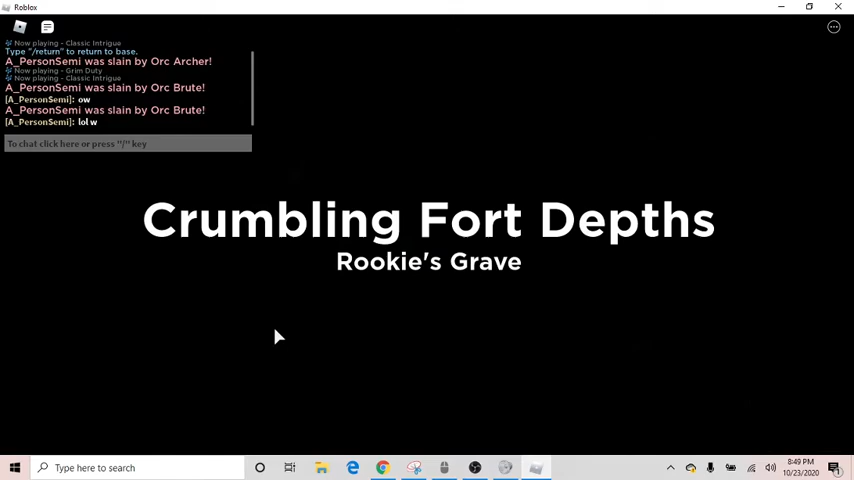 Roblox
Now playing - Classic Intrigue
Type "/return" to return to base.
A_PersonSemi was slain by Orc Archer!
Now playing - Grim Duty
Now playing - Classic Intrigue
A_PersonSemi was slain by Orc Brute!
[A_PersonSemi]: ow
A_PersonSemi was slain by Orc Brute!
[A_PersonSemi]: lol w
To chat click here or press "/" key
Crumbling Fort Depths
Rookie's Grave
Type here to search
8:49 PM
10/23/2020